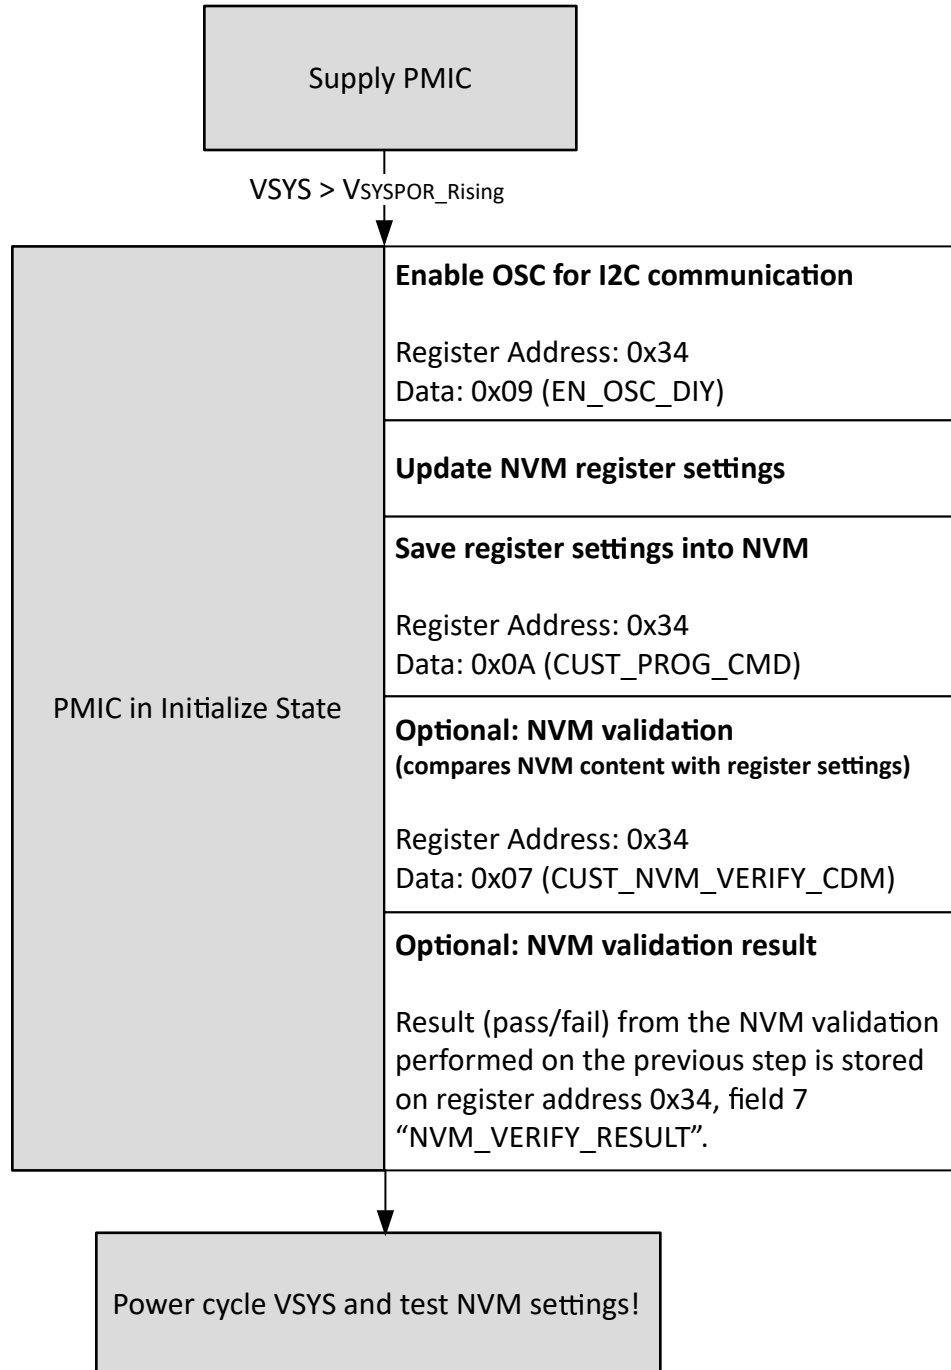 Supply PMIC
VSYS > VSYSPOR_Rising
Enable OSC for I2C communication
Register Address: 0x34
Data: 0x09 (EN_OSC_DIY)
Update NVM register settings
Save register settings into NVM
Register Address: 0x34
Data: 0x0A (CUST_PROG_CMD)
PMIC in Initialize State
Optional: NVM validation
(compares NVM content with register settings)
Register Address: 0x34
Data: 0x07 (CUST_NVM_VERIFY_CDM)
Optional: NVM validation result
Result (pass/fail) from the NVM validation
performed on the previous step is stored
on register address 0x34, field 7
“NVM_VERIFY_RESULT”.
Power cycle VSYS and test NVM settings!